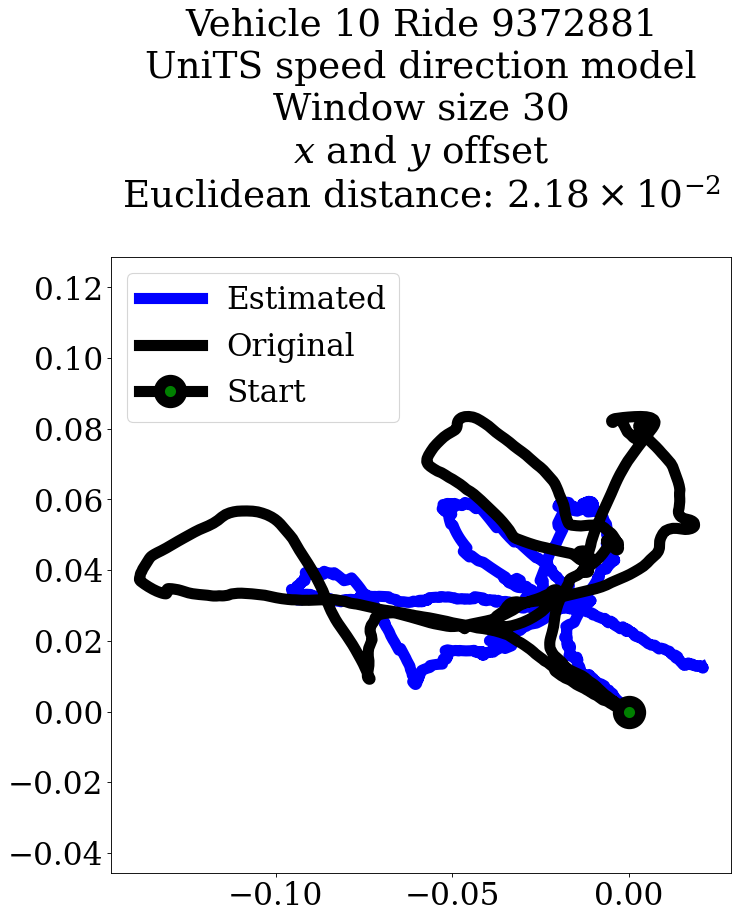 Vehicle 10 Ride 9372881
UniTS speed direction model
Window size 30
x and y offset
Euclidean distance: 2.18 × 10⁻²
Estimated
Original
Start
0.12
0.10
0.08
0.06
0.04
0.02
0.00
−0.02
−0.04
−0.10 −0.05 0.00